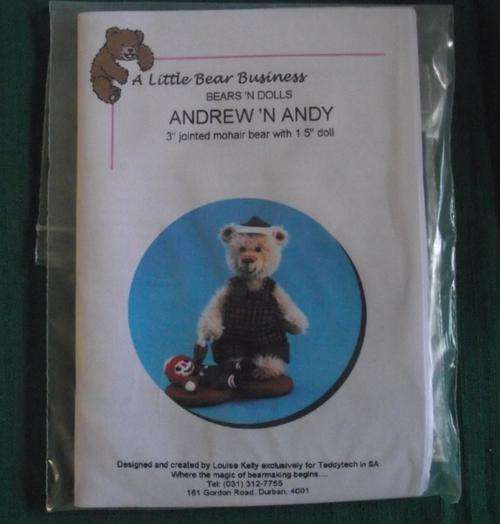 A Little Bear Business
BEARS 'N DOLLS
ANDREW 'N ANDY
3" jointed mohair bear with 1.5" doll
Designed and created by Louise Kelly exclusively for Teddytech in SA
Where the magic of bearmaking begins....
Tel: (031) 312-7755
161 Gordon Road, Durban, 4001